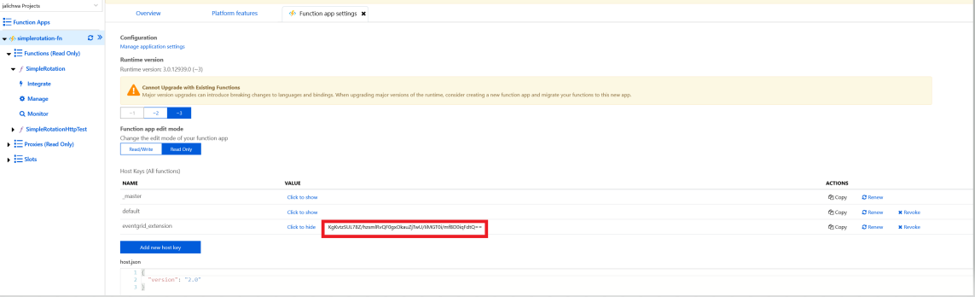 jalichwa Projects
Overview
Platform features
Function app settings
Function Apps
simplerotation-fn
Functions (Read Only)
SimpleRotation
Integrate
Manage
Monitor
SimpleRotationHttpTest
Proxies (Read Only)
Slots
Configuration
Manage application settings
Runtime version
Runtime version: 3.0.12939.0 (~3)
Cannot Upgrade with Existing Functions
Major version upgrades can introduce breaking changes to languages and bindings. When upgrading major versions of the runtime, consider creating a new function app and migrate your functions to this new app.
~1 ~2 ~3
Function app edit mode
Change the edit mode of your function app
Read/Write Read Only
Host Keys (All functions)
NAME VALUE ACTIONS
_master Click to show Copy Renew
default Click to show Copy Renew Revoke
eventgrid_extension Click to hide Copy Renew Revoke
Add new host key
host.json
1 {
2 "version": "2.0"
3 }